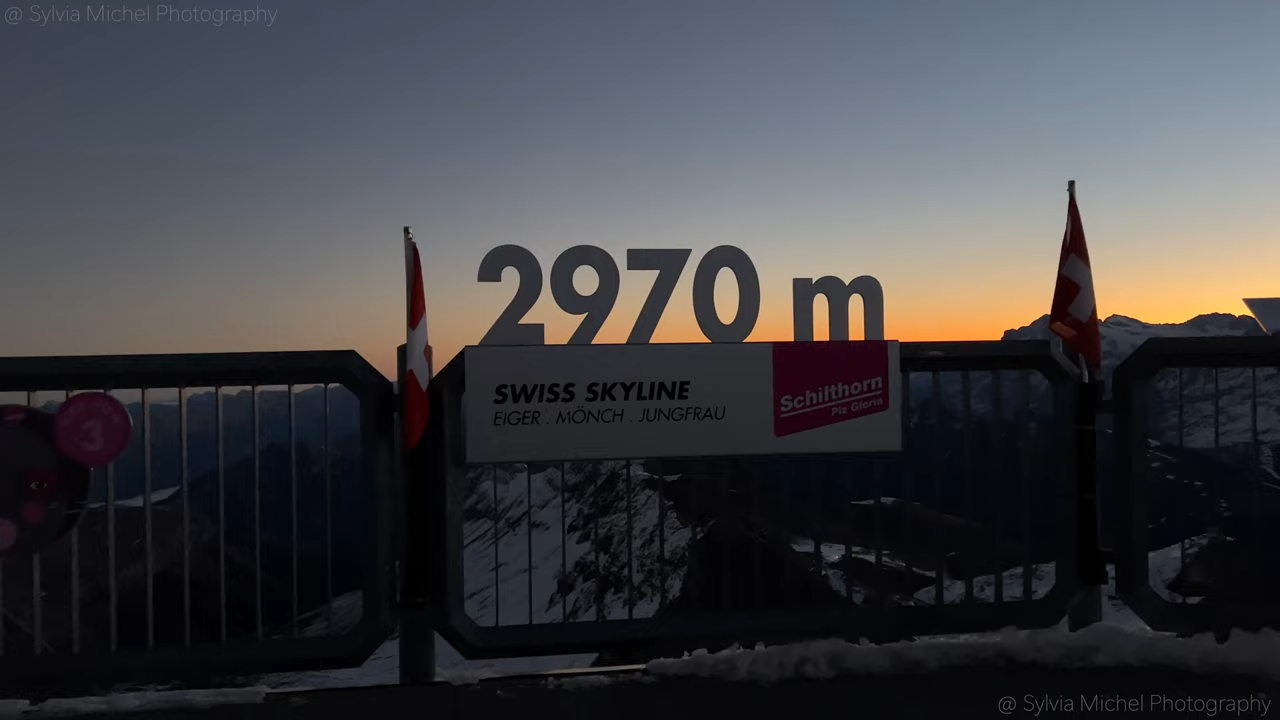 @ Sylvia Michel Photography
2970 m
SWISS SKYLINE
EIGER . MÖNCH . JUNGFRAU
Schilthorn
Piz Gloria
3
@ Sylvia Michel Photography